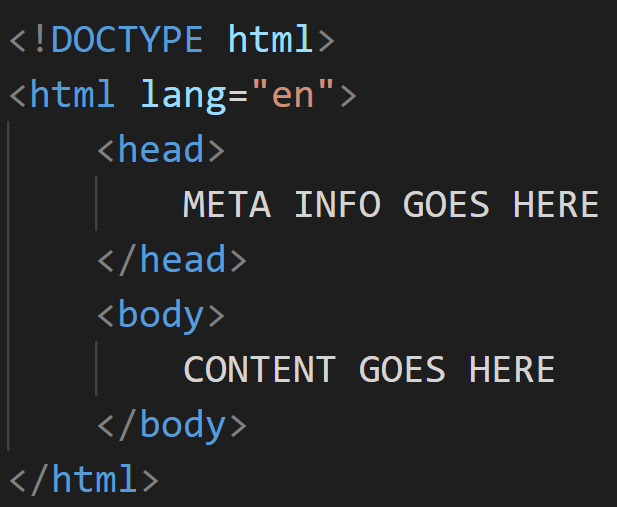 <!DOCTYPE html>
<html lang="en">
    <head>
        META INFO GOES HERE
    </head>
    <body>
        CONTENT GOES HERE
    </body>
</html>